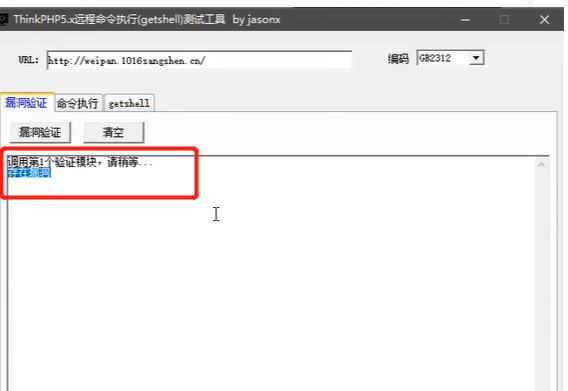 ThinkPHP5.x远程命令执行(getshell)测试工具 by jasonx
URL: http://weipan.1016sangshen.cn/ 编码 GB2312
漏洞验证 命令执行 getshell
漏洞验证 清空
调用第1个验证模块，请稍等...
存在漏洞